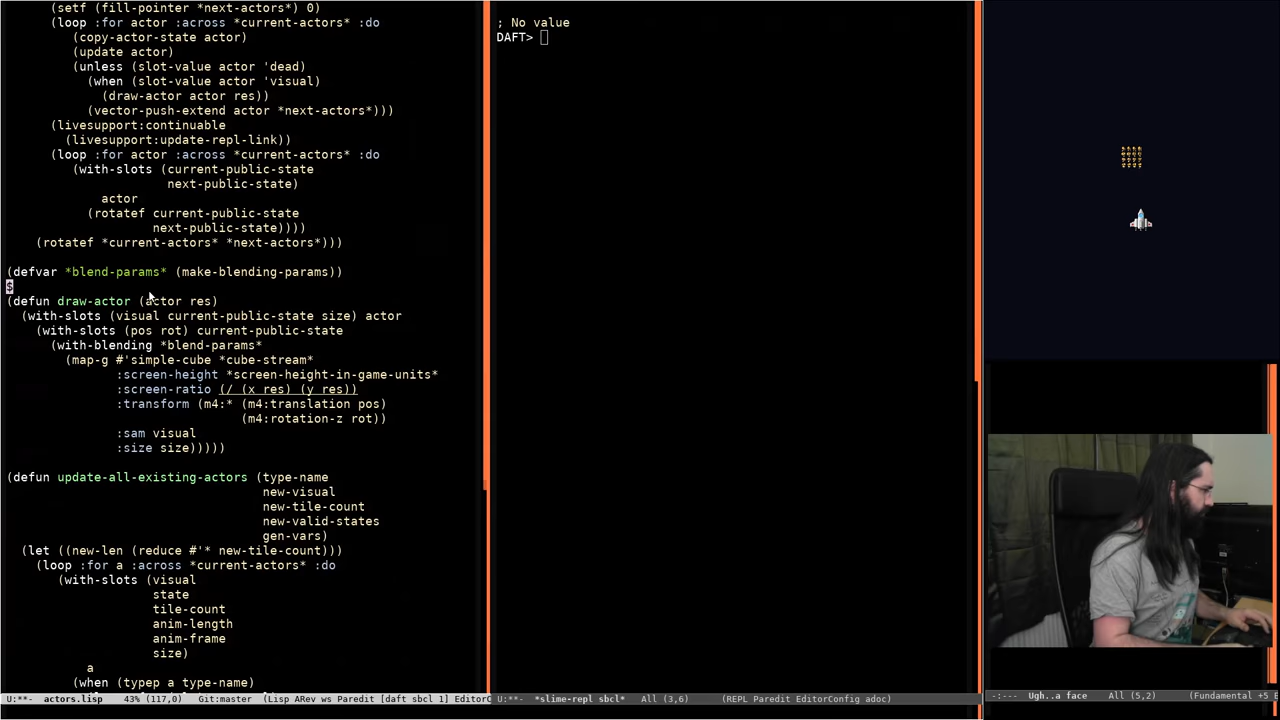 (setf (fill-pointer *next-actors*) 0)
(loop :for actor :across *current-actors* :do
(copy-actor-state actor)
(update actor)
(unless (slot-value actor 'dead)
(when (slot-value actor 'visual)
(draw-actor actor res))
(vector-push-extend actor *next-actors*)))
(livesupport:continuable
(livesupport:update-repl-link))
(loop :for actor :across *current-actors* :do
(with-slots (current-public-state
next-public-state)
actor
(rotatef current-public-state
next-public-state))))
(rotatef *current-actors* *next-actors*)))
(defvar *blend-params* (make-blending-params))
$
(defun draw-actor (actor res)
(with-slots (visual current-public-state size) actor
(with-slots (pos rot) current-public-state
(with-blending *blend-params*
(map-g #'simple-cube *cube-stream*
:screen-height *screen-height-in-game-units*
:screen-ratio (/ (x res) (y res))
:transform (m4:* (m4:translation pos)
(m4:rotation-z rot))
:sam visual
:size size)))))
(defun update-all-existing-actors (type-name
new-visual
new-tile-count
new-valid-states
gen-vars)
(let ((new-len (reduce #'* new-tile-count)))
(loop :for a :across *current-actors* :do
(with-slots (visual
state
tile-count
anim-length
anim-frame
size)
a
(when (typep a type-name)
U:**- actors.lisp 43% (117,0) Git:master (Lisp ARev ws Paredit [daft sbcl 1] EditorC
; No value
DAFT>
U:**- *slime-repl sbcl* All (3,6) (REPL Paredit EditorConfig adoc)
-:--- Ugh..a face All (5,2) (Fundamental +5 E